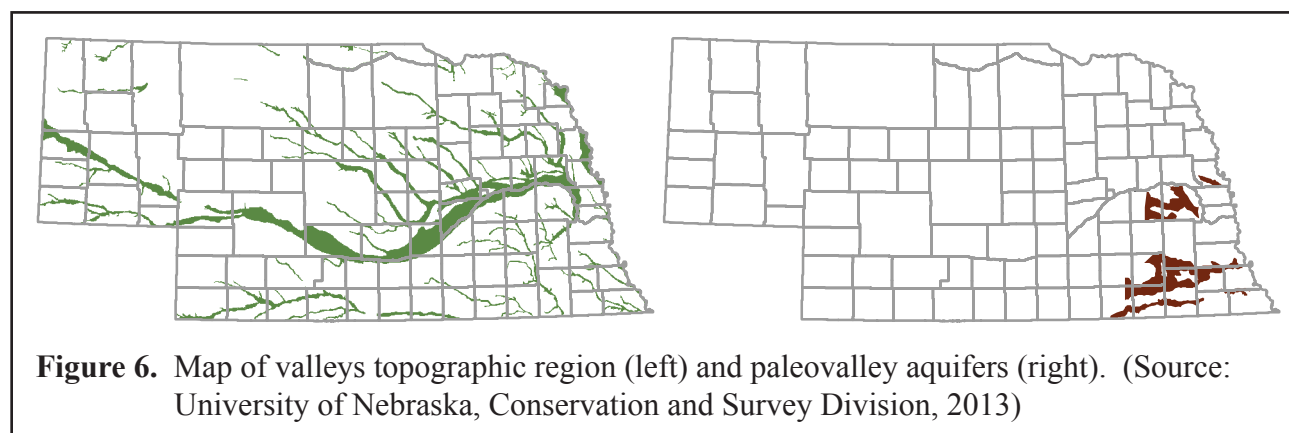 Figure 6. Map of valleys topographic region (left) and paleovalley aquifers (right). (Source:
University of Nebraska, Conservation and Survey Division, 2013)